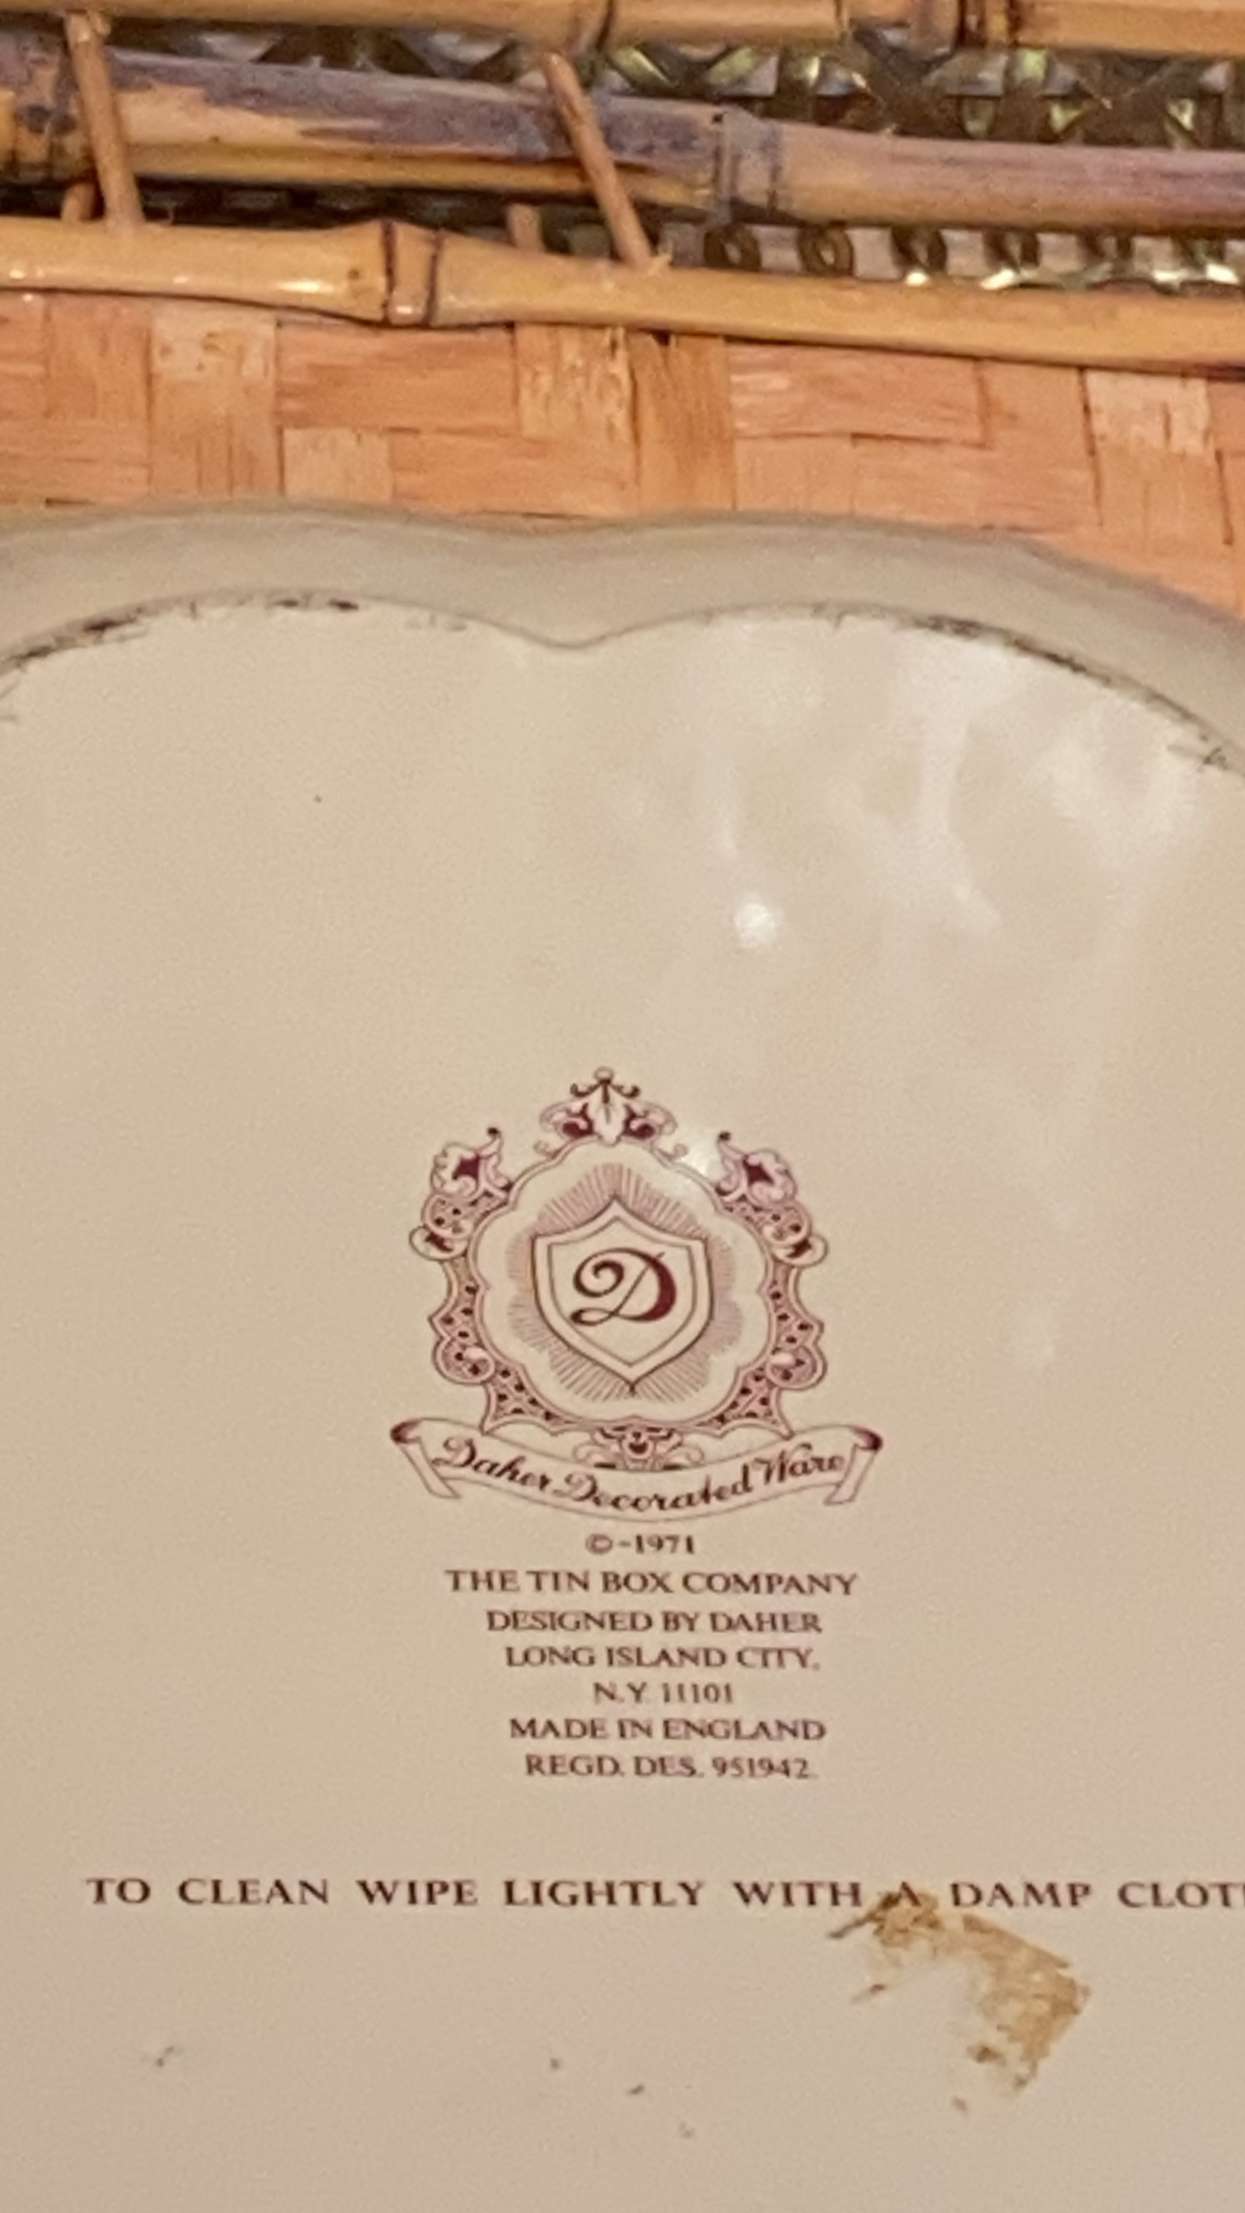 D
Daher Decorated Ware
©-1971
THE TIN BOX COMPANY
DESIGNED BY DAHER
LONG ISLAND CITY,
N.Y. 11101
MADE IN ENGLAND
REGD. DES. 951942.
TO CLEAN WIPE LIGHTLY WITH A DAMP CLOT